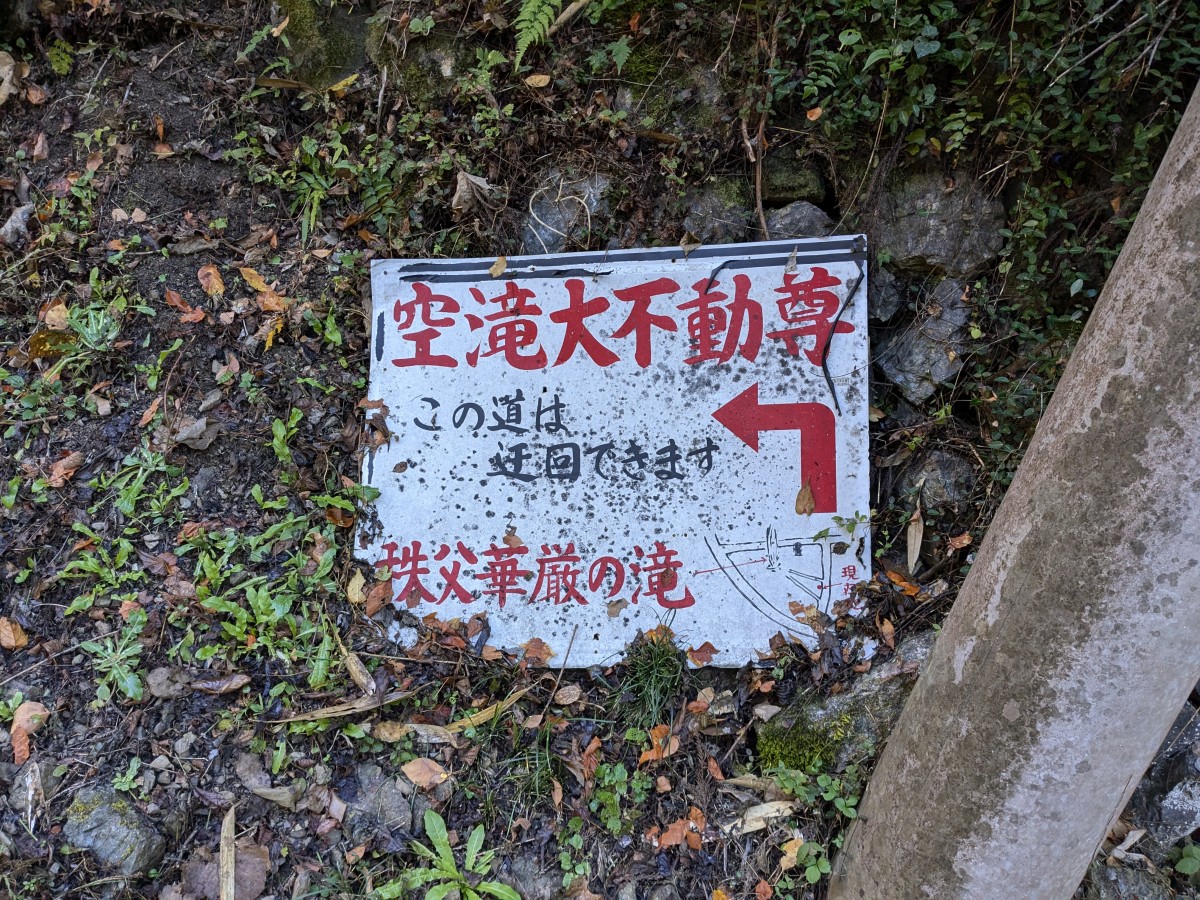 空滝大不動尊
この道は
迂回できます
秩父華厳の滝
現